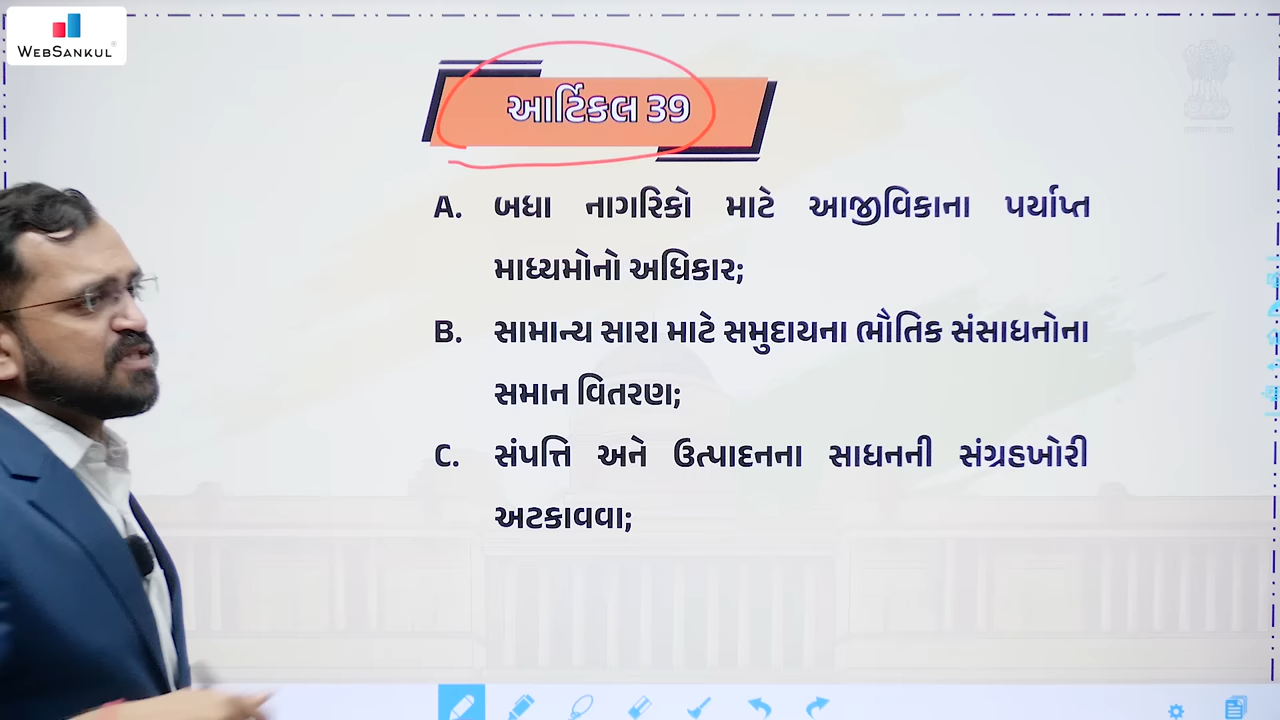 WEBSANKUL
આર્ટિકલ 39
A. બધા નાગરિકો માટે આજીવિકાના પર્યાપ્ત
માધ્યમોનો અધિકાર;
B. સામાન્ય સારા માટે સમુદાયના ભૌતિક સંસાધનોના
સમાન વિતરણ;
C. સંપત્તિ અને ઉત્પાદનના સાધનની સંગ્રહખોરી
અટકાવવા;